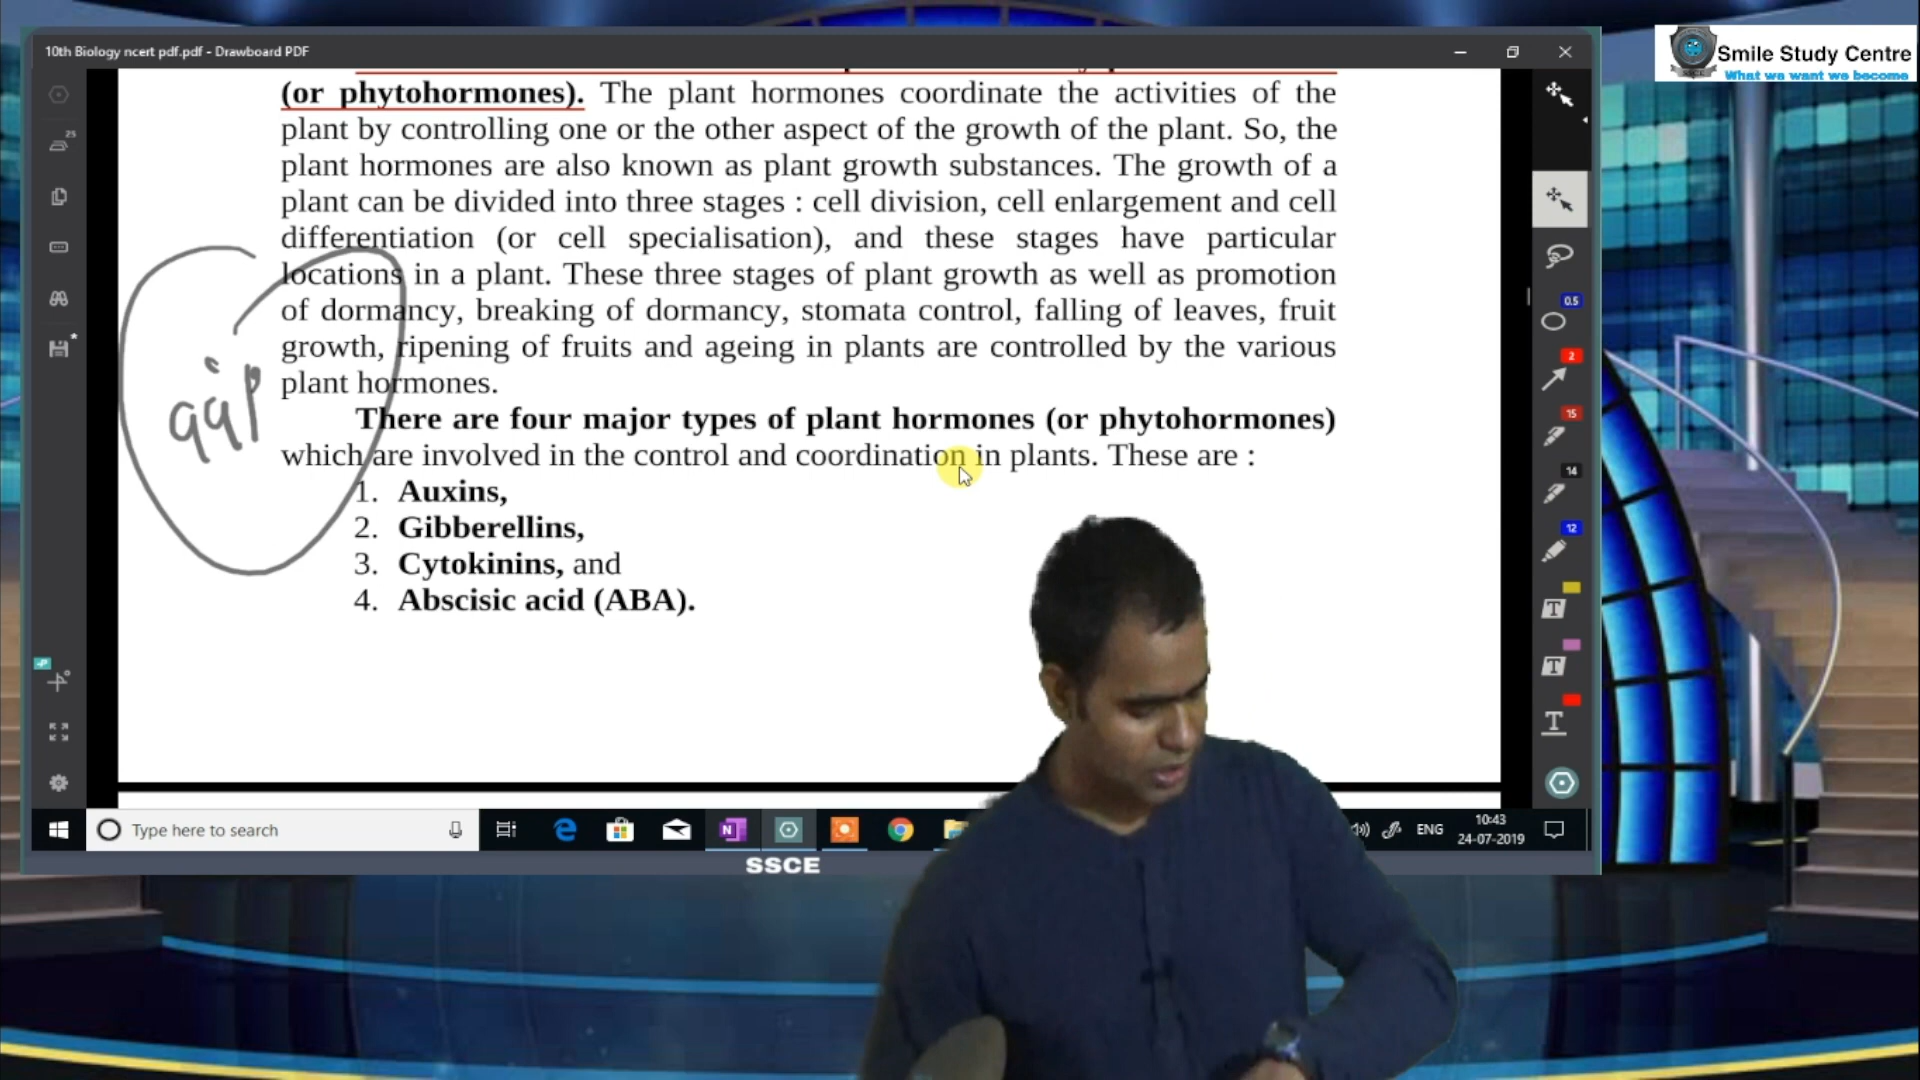 10th Biology ncert pdf.pdf - Drawboard PDF
Smile Study Centre
What we want we become
(or phytohormones). The plant hormones coordinate the activities of the
plant by controlling one or the other aspect of the growth of the plant. So, the
plant hormones are also known as plant growth substances. The growth of a
plant can be divided into three stages : cell division, cell enlargement and cell
differentiation (or cell specialisation), and these stages have particular
locations in a plant. These three stages of plant growth as well as promotion
of dormancy, breaking of dormancy, stomata control, falling of leaves, fruit
growth, ripening of fruits and ageing in plants are controlled by the various
plant hormones.
There are four major types of plant hormones (or phytohormones)
which are involved in the control and coordination in plants. These are :
1. Auxins,
2. Gibberellins,
3. Cytokinins, and
4. Abscisic acid (ABA).
25
0.5
2
15
14
12
Type here to search
ENG
10:43
24-07-2019
SSCE